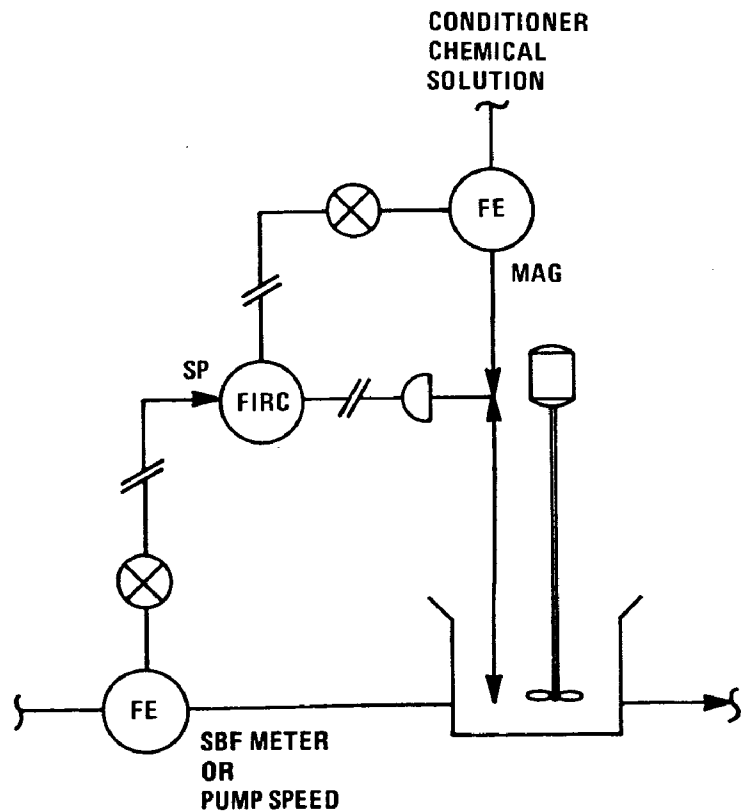 CONDITIONER
CHEMICAL
SOLUTION
FE
MAG
SP
FIRC
FE
SBF METER
OR
PUMP SPEED